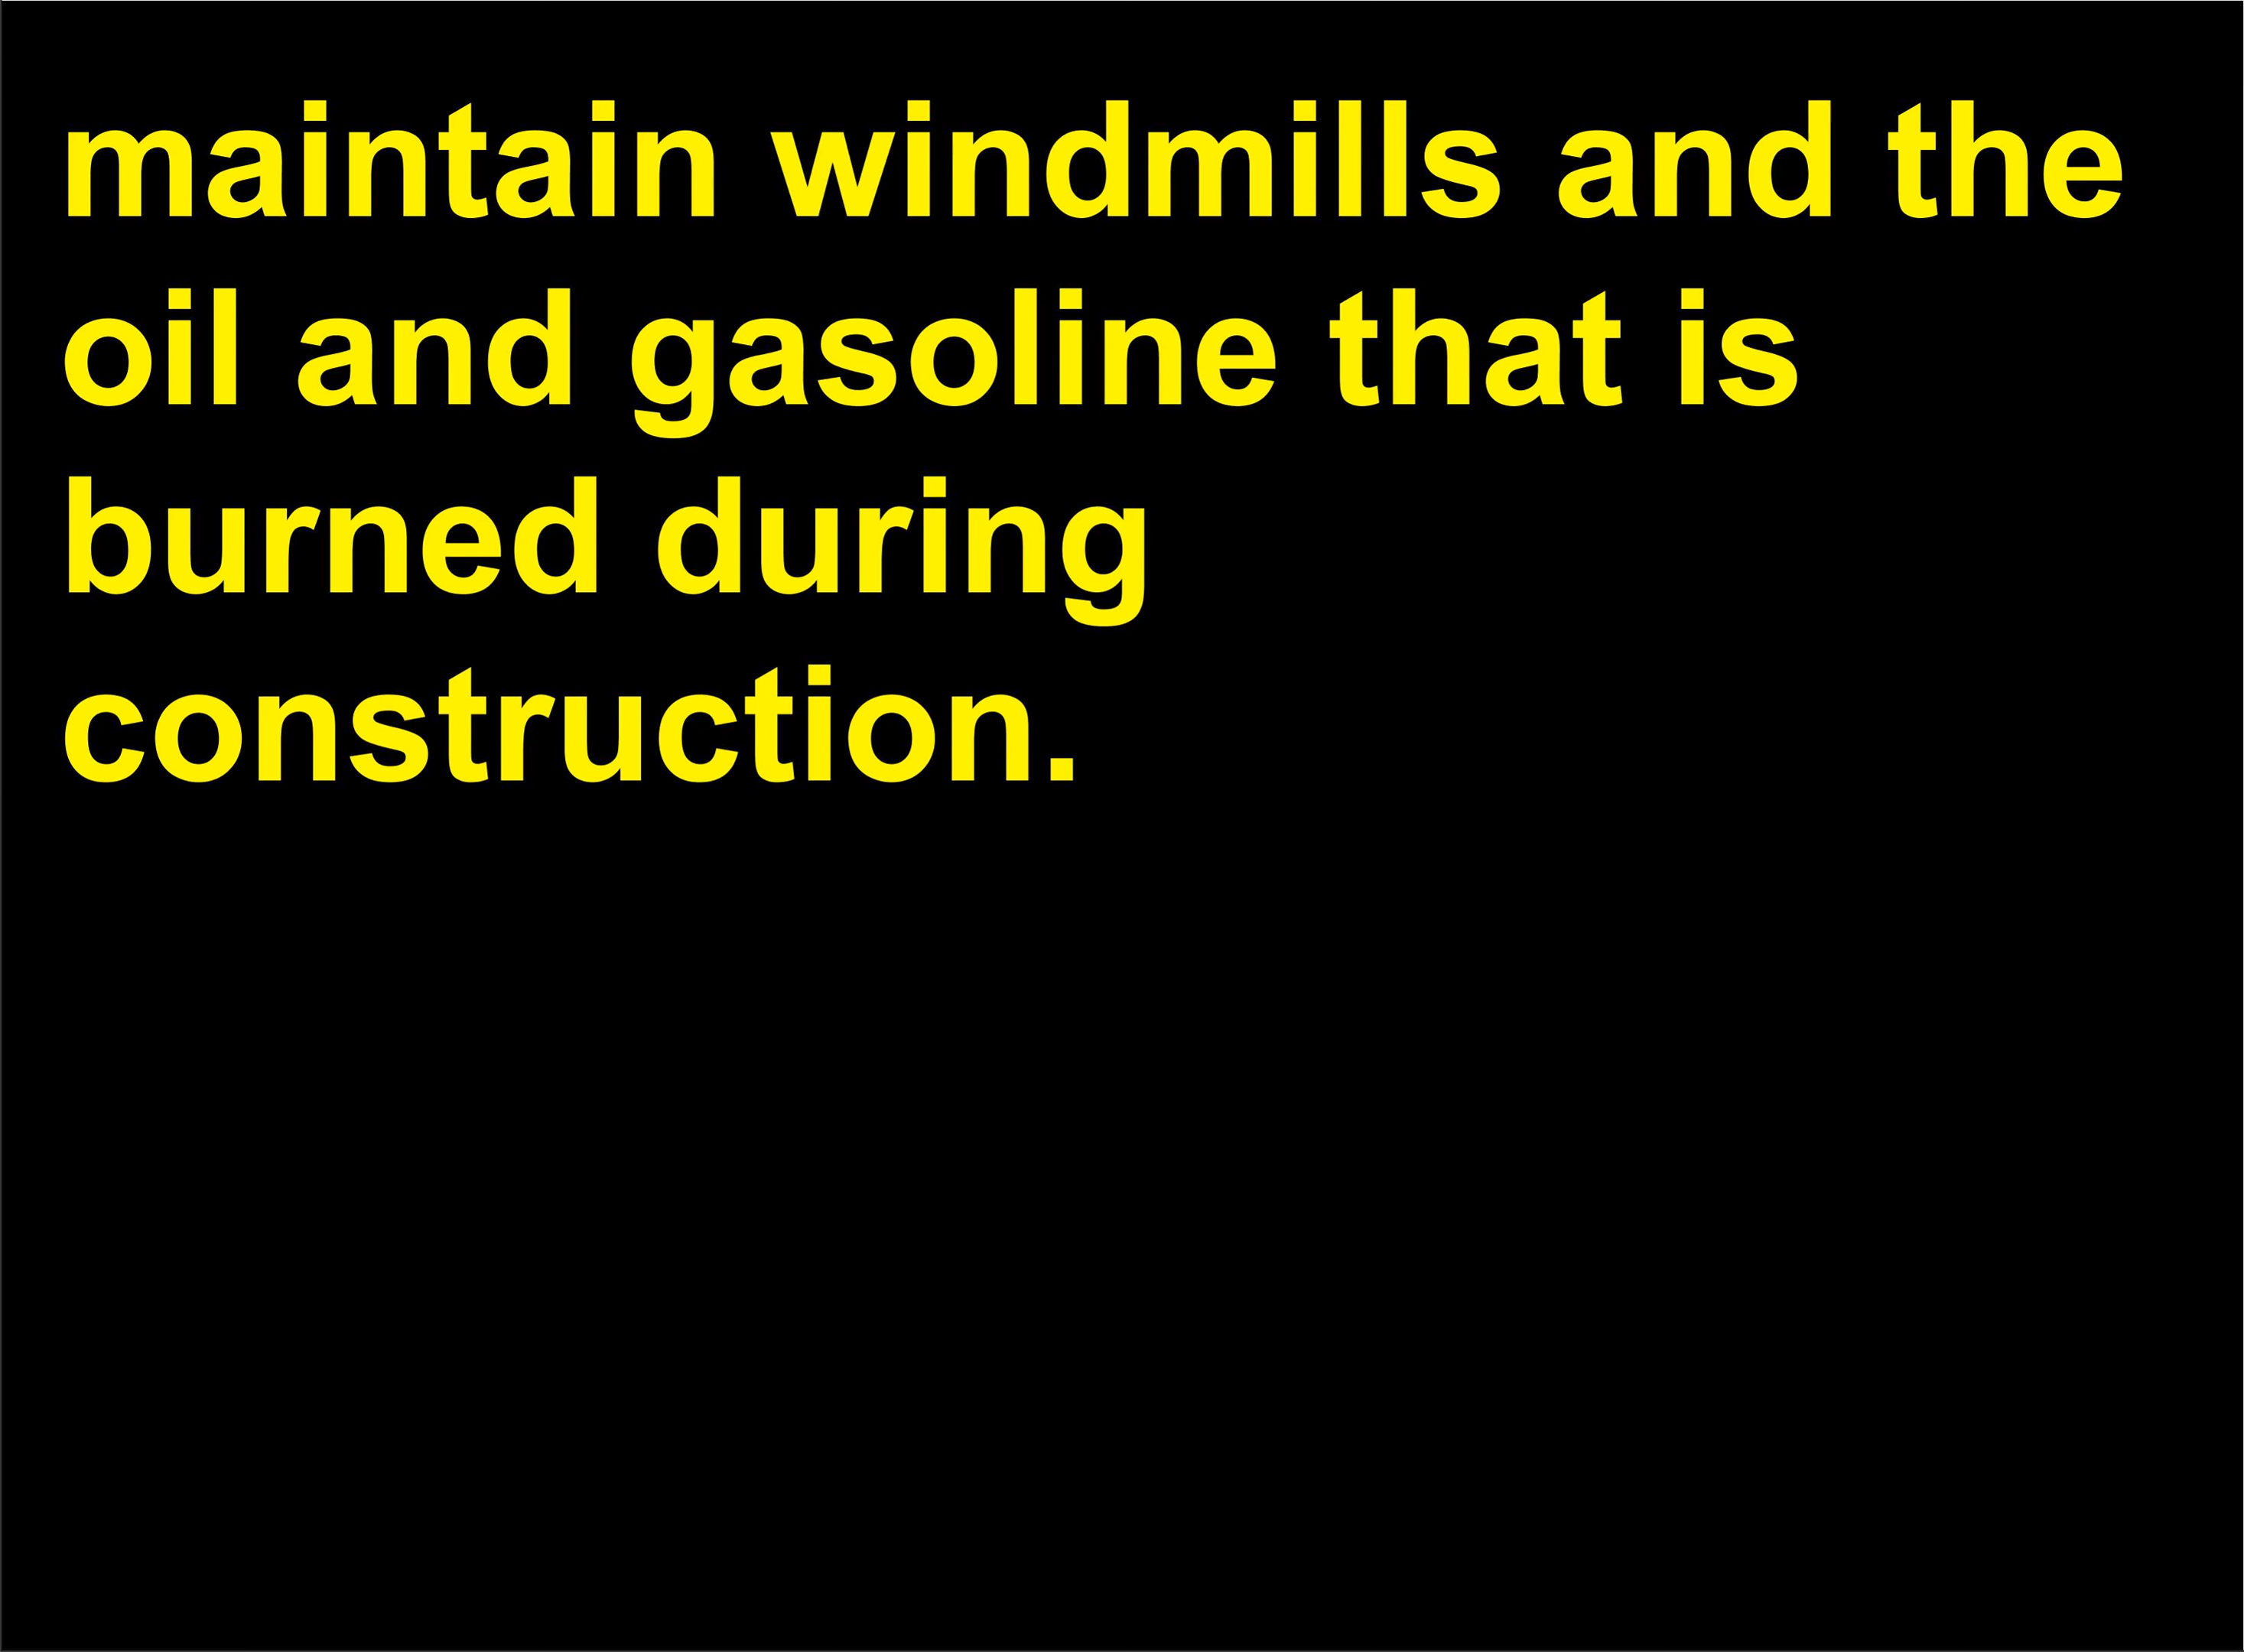 maintain windmills and the
oil and gasoline that is
burned during
construction.